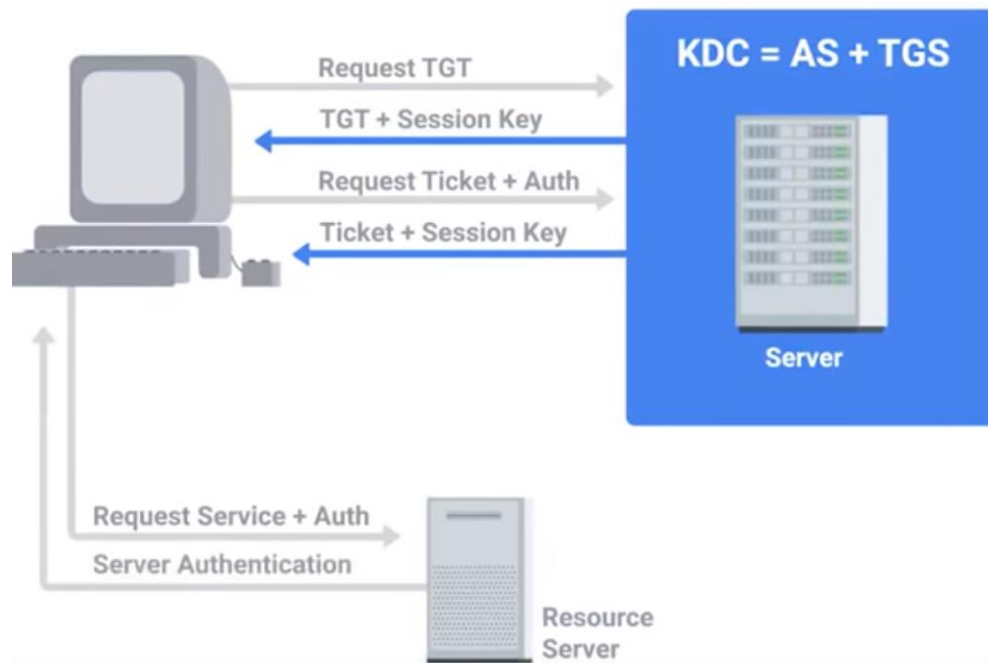 KDC = AS + TGS
Request TGT
TGT + Session Key
Request Ticket + Auth
Ticket + Session Key
Server
Request Service + Auth
Server Authentication
Resource
Server